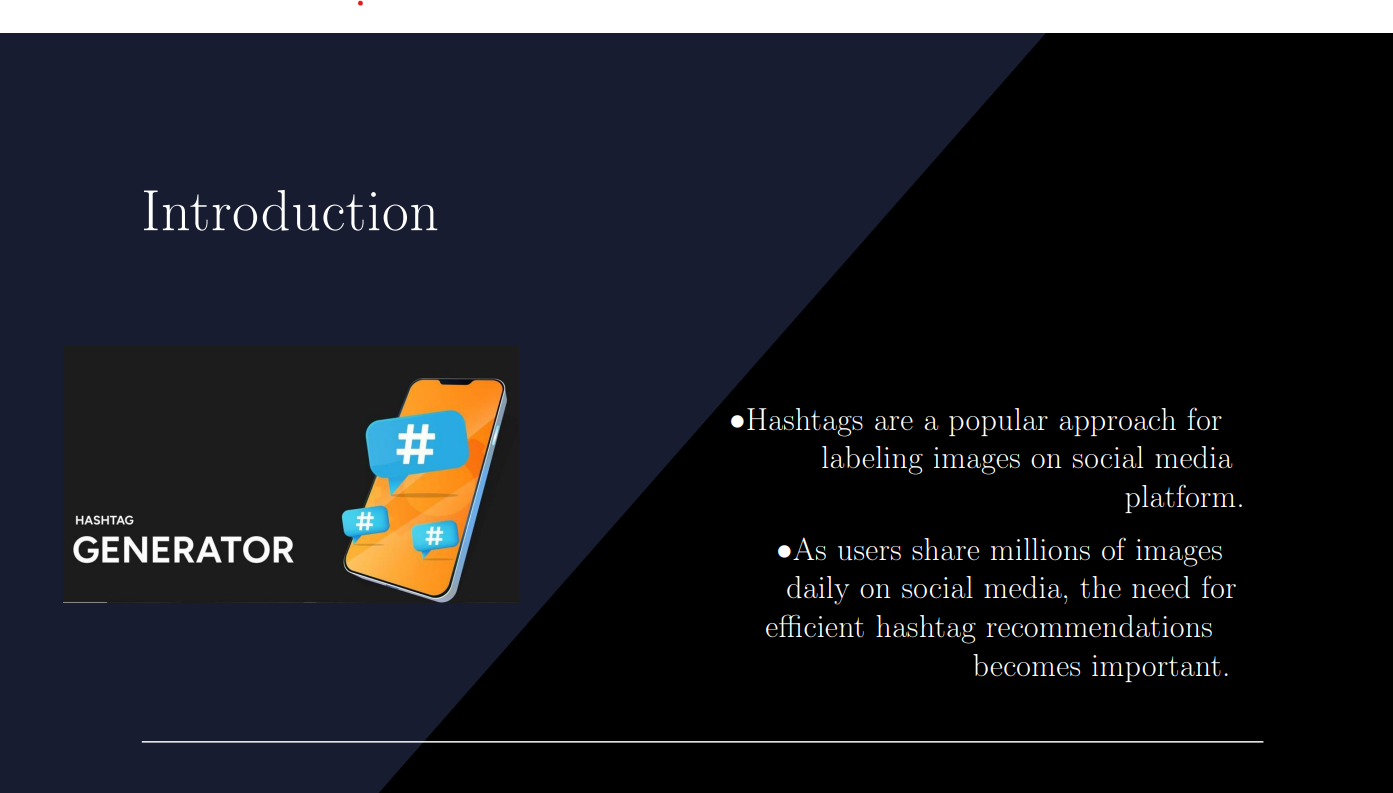 Introduction
#
#
#
HASHTAG
GENERATOR
●Hashtags are a popular approach for
labeling images on social media
platform.
●As users share millions of images
daily on social media, the need for
efficient hashtag recommendations
becomes important.